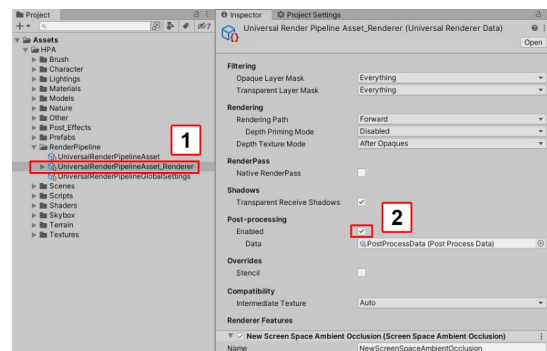 Project
Inspector
Project Settings
Universal Render Pipeline Asset_Renderer (Universal Renderer Data)
Open
Assets
HPA
Brush
Character
Lightings
Materials
Models
Nature
Other
Post_Effects
Prefabs
RenderPipeline
UniversalRenderPipelineAsset
UniversalRenderPipelineAsset_Renderer
UniversalRenderPipelineGlobalSettings
Scenes
Scripts
Shaders
Skybox
Terrain
Textures
1
Filtering
Opaque Layer Mask Everything
Transparent Layer Mask Everything
Rendering
Rendering Path Forward
Depth Priming Mode Disabled
Depth Texture Mode After Opaques
RenderPass
Native RenderPass
Shadows
Transparent Receive Shadows
Post-processing
2
Enabled
Data PostProcessData (Post Process Data)
Overrides
Stencil
Compatibility
Intermediate Texture Auto
Renderer Features
New Screen Space Ambient Occlusion (Screen Space Ambient Occlusion)
Name NewScreenSpaceAmbientOcclusion